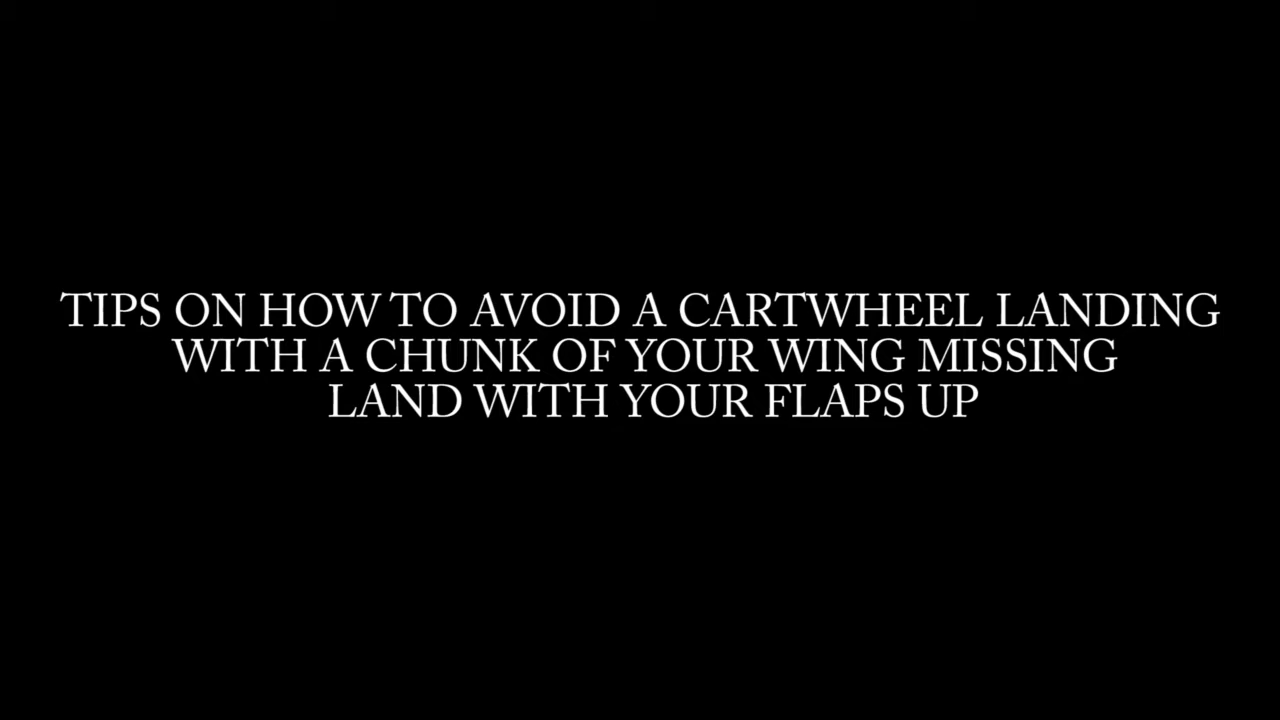 TIPS ON HOW TO AVOID A CARTWHEEL LANDING
WITH A CHUNK OF YOUR WING MISSING
LAND WITH YOUR FLAPS UP